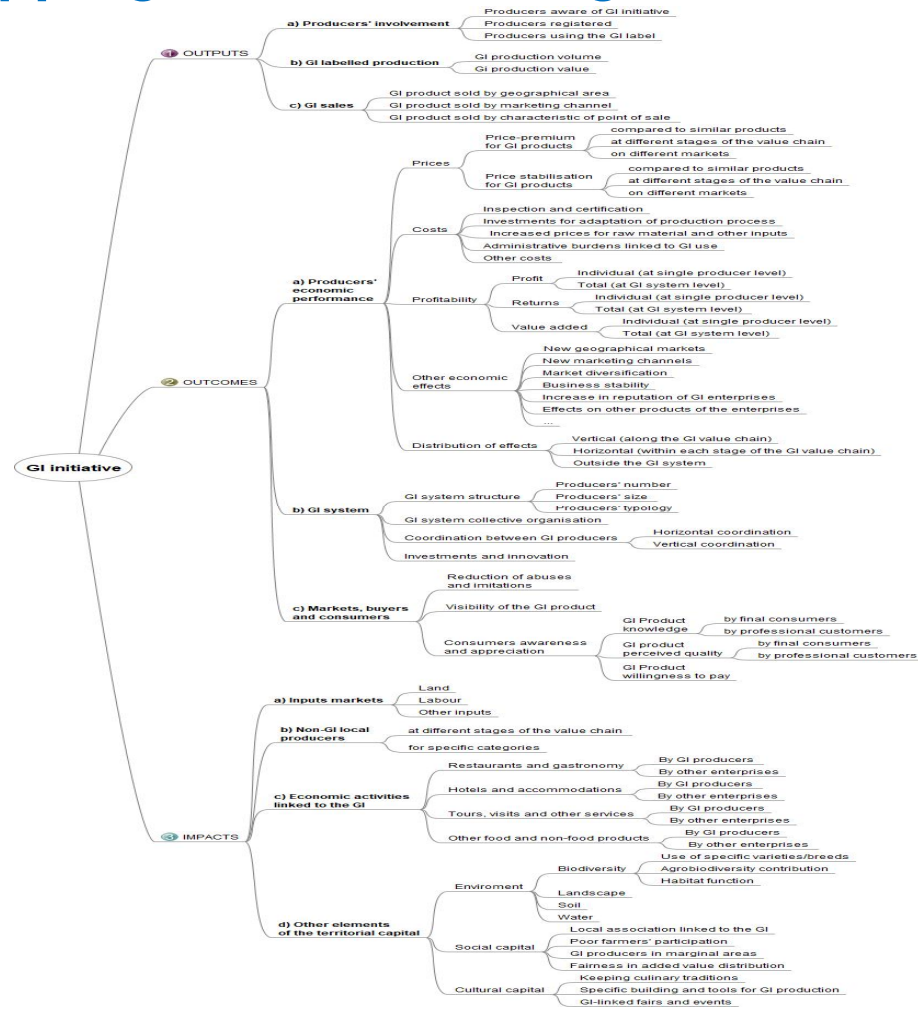 a) Producers' involvement
Producers aware of GI initiative
Producers registered
Producers using the GI label
1 OUTPUTS
b) GI labelled production
GI production volume
Gi production value
c) GI sales
GI product sold by geographical area
GI product sold by marketing channel
GI product sold by characteristic of point of sale
Prices
Price-premium
for GI products
compared to similar products
at different stages of the value chain
on different markets
Price stabilisation
for GI products
compared to similar products
at different stages of the value chain
on different markets
Costs
Inspection and certification
Investments for adaptation of production process
Increased prices for raw material and other inputs
Administrative burdens linked to GI use
Other costs
a) Producers'
economic
performance
Profitability
Profit
Individual (at single producer level)
Total (at GI system level)
Returns
Individual (at single producer level)
Total (at GI system level)
Value added
Individual (at single producer level)
Total (at GI system level)
2 OUTCOMES
Other economic
effects
New geographical markets
New marketing channels
Market diversification
Business stability
Increase in reputation of GI enterprises
Effects on other products of the enterprises
...
Distribution of effects
Vertical (along the GI value chain)
Horizontal (within each stage of the GI value chain)
Outside the GI system
GI initiative
b) GI system
GI system structure
Producers' number
Producers' size
Producers' typology
GI system collective organisation
Coordination between GI producers
Horizontal coordination
Vertical coordination
Investments and innovation
c) Markets, buyers
and consumers
Reduction of abuses
and imitations
Visibility of the GI product
Consumers awareness
and appreciation
GI Product
knowledge
by final consumers
by professional customers
GI product
perceived quality
by final consumers
by professional customers
GI Product
willingness to pay
a) Inputs markets
Land
Labour
Other inputs
b) Non-GI local
producers
at different stages of the value chain
for specific categories
c) Economic activities
linked to the GI
Restaurants and gastronomy
By GI producers
By other enterprises
Hotels and accommodations
By GI producers
By other enterprises
Tours, visits and other services
By GI producers
By other enterprises
Other food and non-food products
By GI producers
By other enterprises
3 IMPACTS
d) Other elements
of the territorial capital
Enviroment
Biodiversity
Use of specific varieties/breeds
Agrobiodiversity contribution
Habitat function
Landscape
Soil
Water
Social capital
Local association linked to the GI
Poor farmers' participation
GI producers in marginal areas
Fairness in added value distribution
Cultural capital
Keeping culinary traditions
Specific building and tools for GI production
GI-linked fairs and events